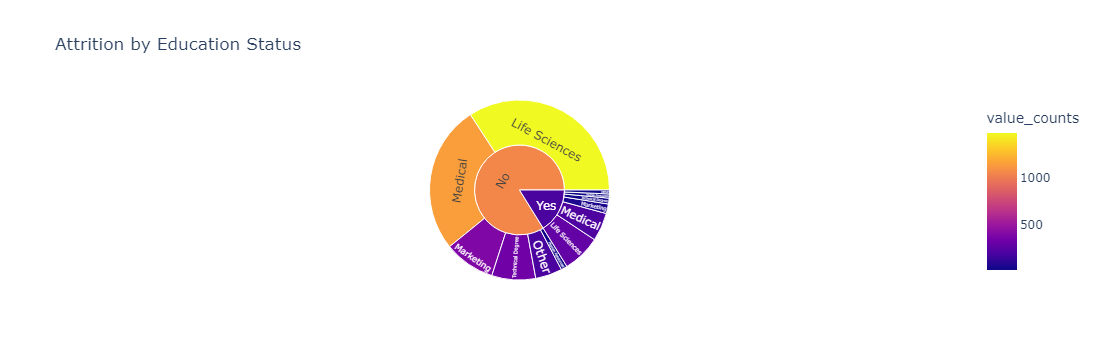 Attrition by Education Status
value_counts
1000
500
Life Sciences
Medical
No
Yes
Marketing
Technical Degree
Other
Life Sciences
Medical
Marketing